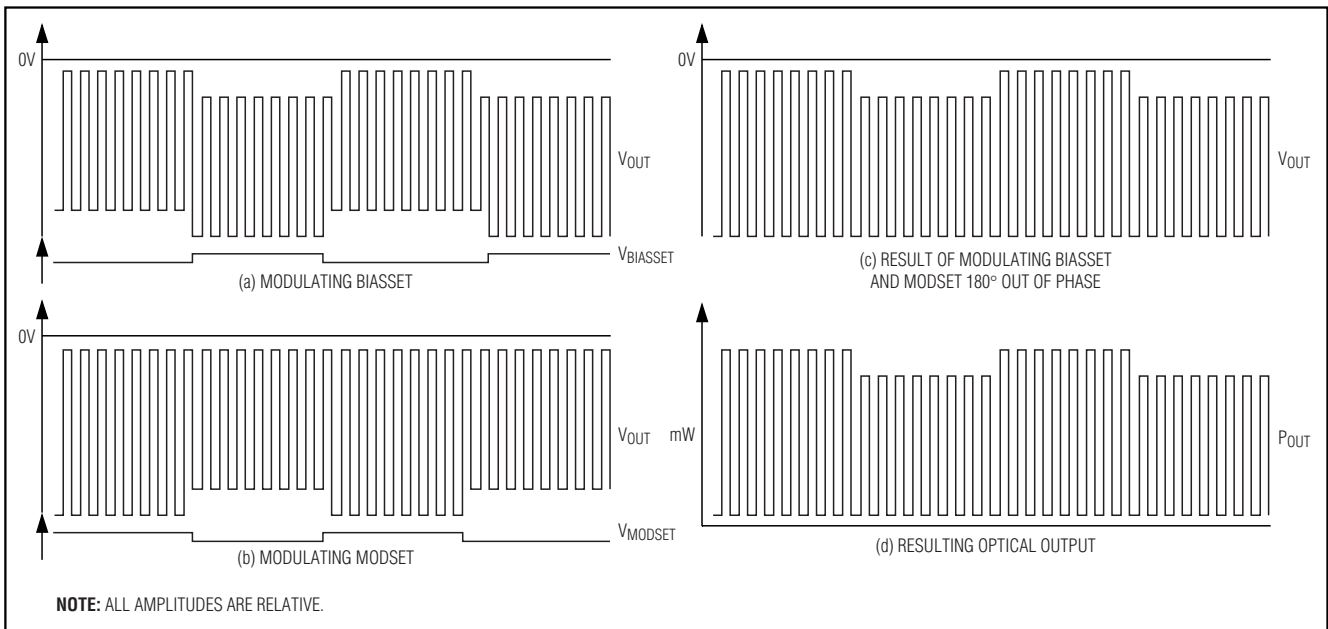 0V
VOUT
VBIASSET
(a) MODULATING BIASSET
0V
VOUT
VMODSET
(b) MODULATING MODSET
0V
VOUT
(c) RESULT OF MODULATING BIASSET
AND MODSET 180° OUT OF PHASE
mW
POUT
(d) RESULTING OPTICAL OUTPUT
NOTE: ALL AMPLITUDES ARE RELATIVE.